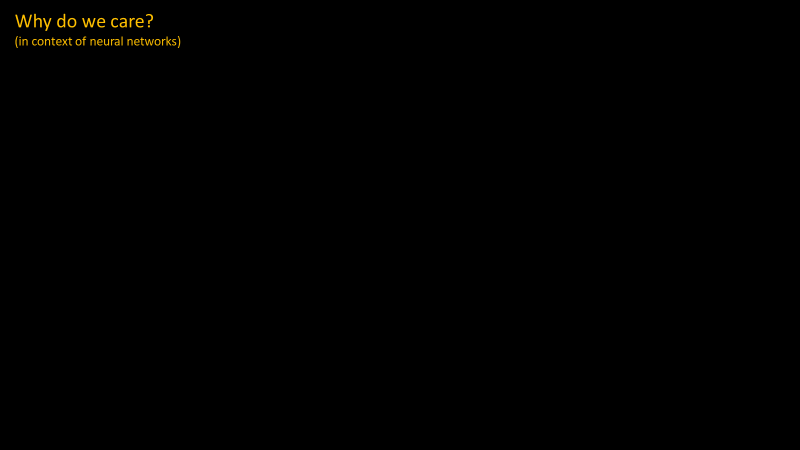 Why do we care?
(in context of neural networks)